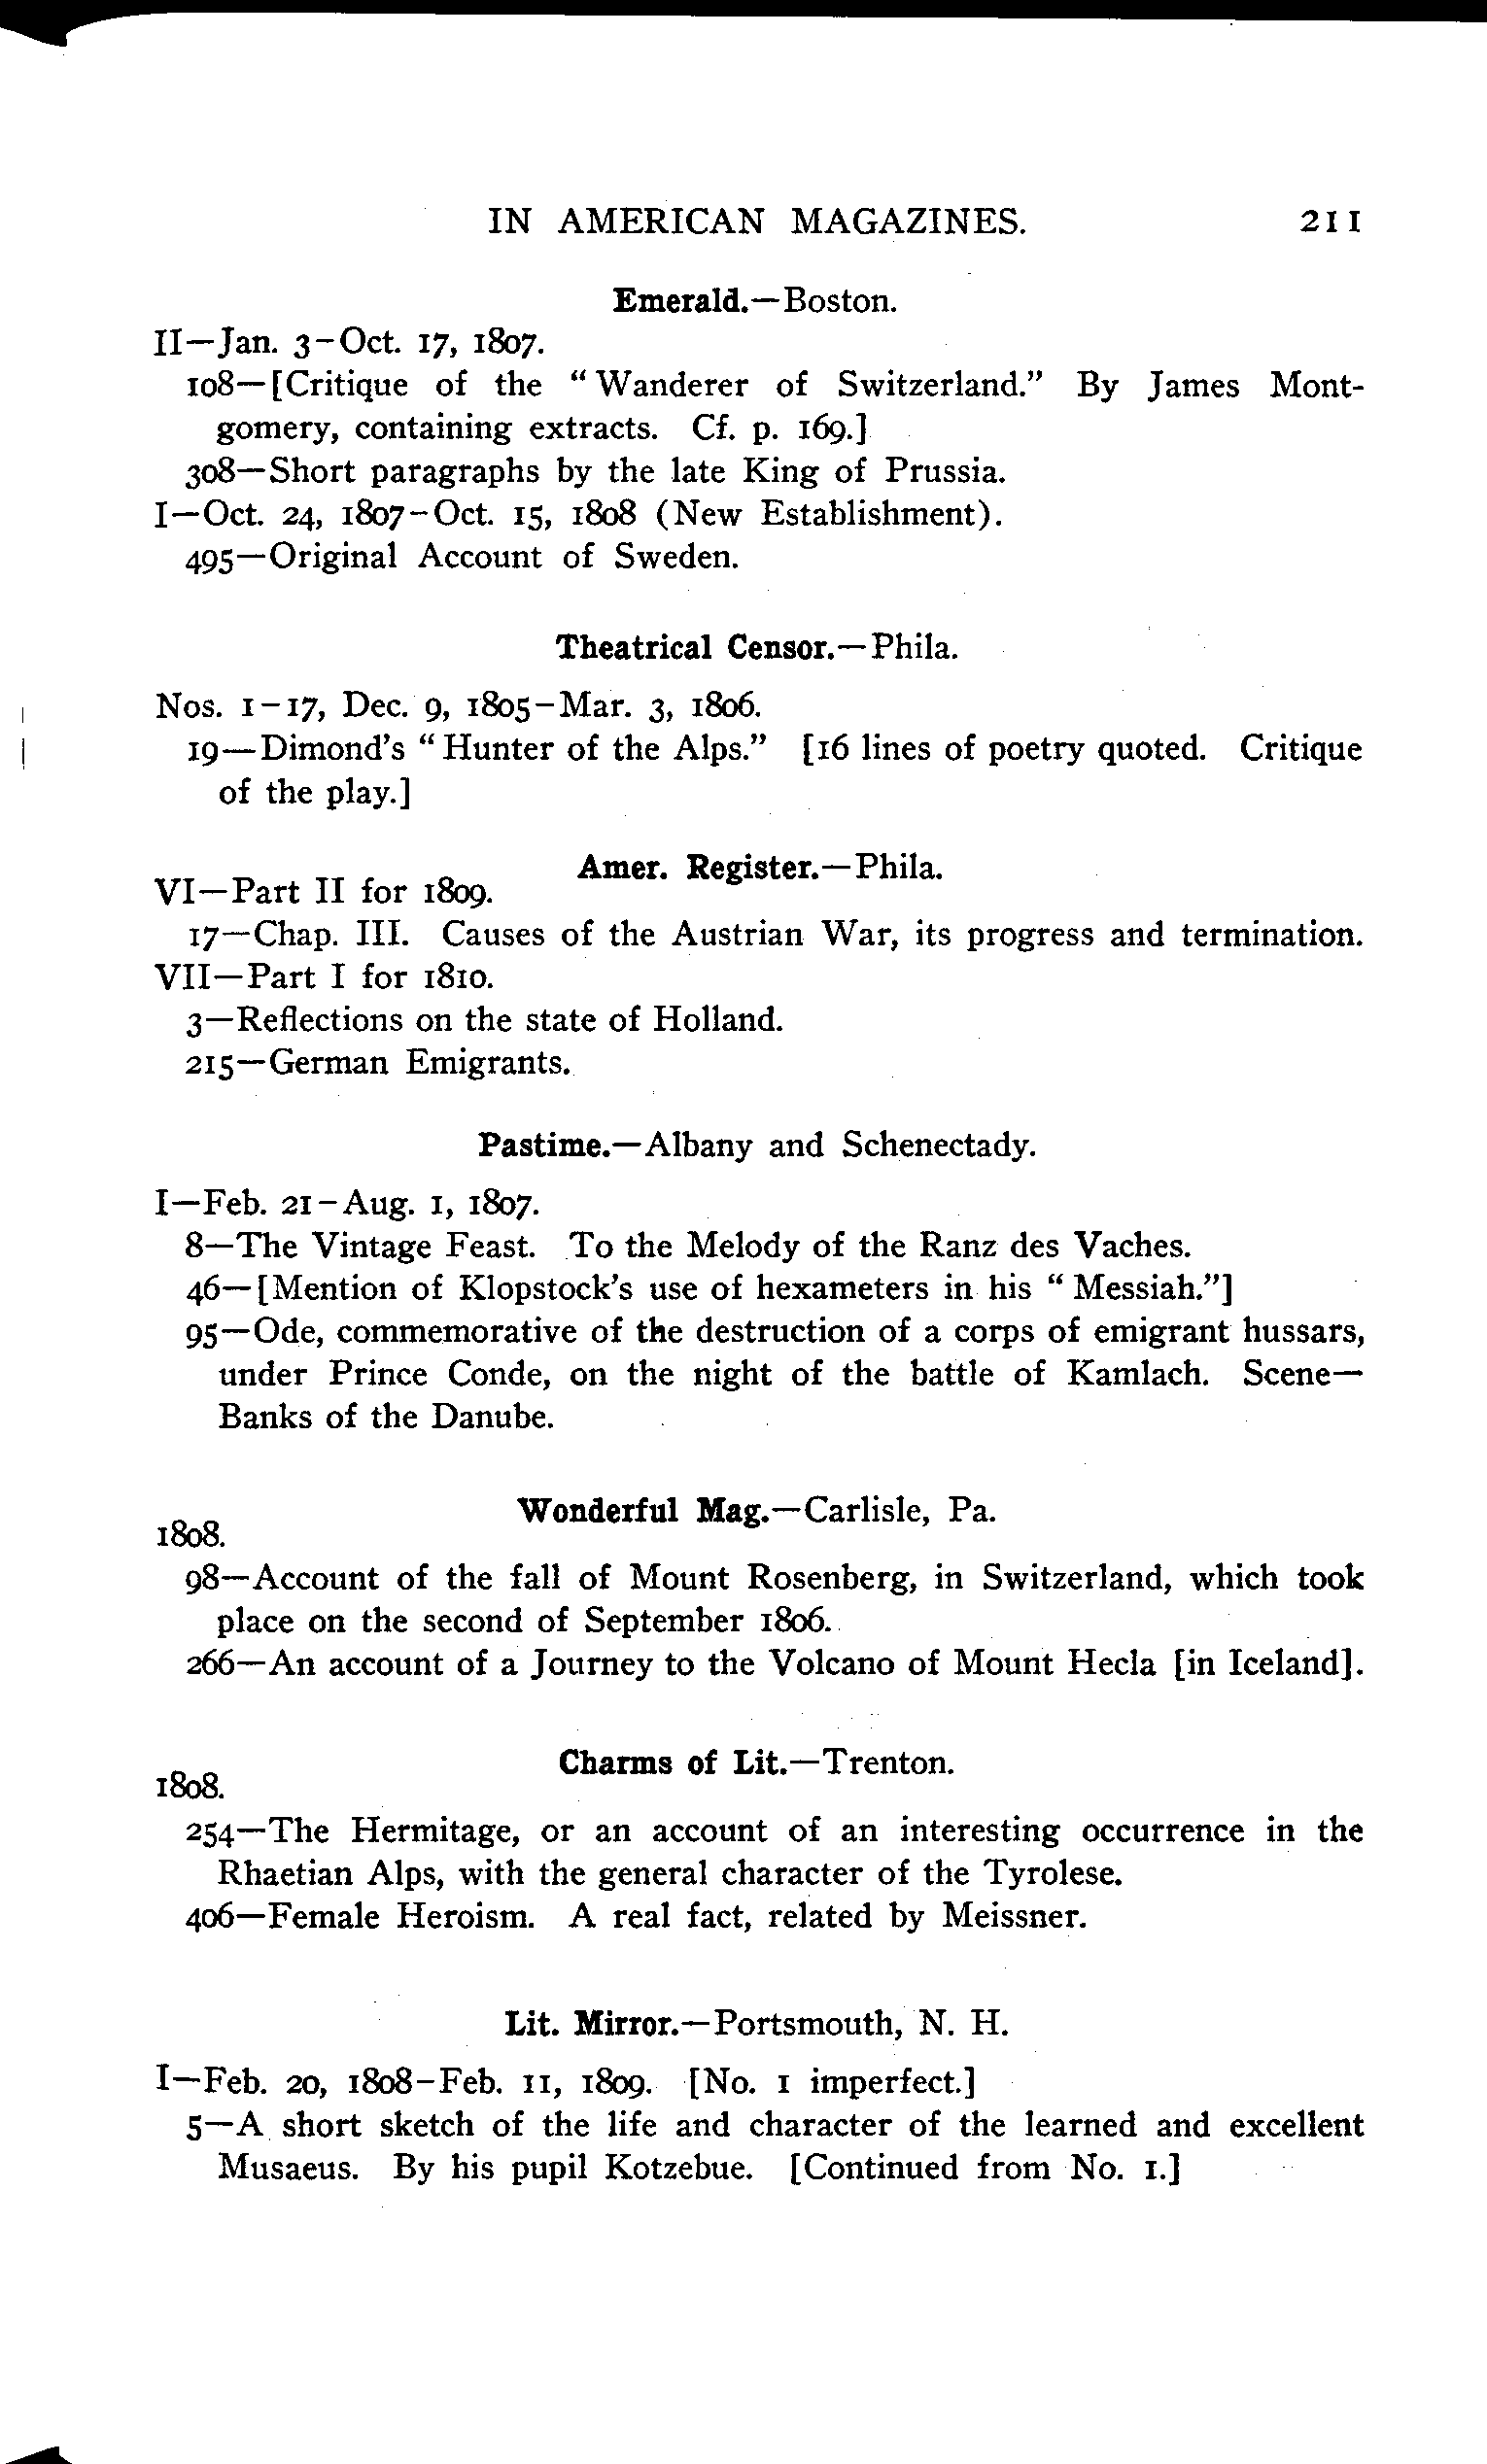 IN AMERICAN MAGAZINES. 211
Emerald.—Boston.
II—Jan. 3-Oct. 17, 1807.
108—[Critique of the "Wanderer of Switzerland." By James Mont-
gomery, containing extracts. Cf. p. 169.]
308—Short paragraphs by the late King of Prussia.
I—Oct. 24, 1807-Oct. 15, 1808 (New Establishment).
495—Original Account of Sweden.
Theatrical Censor.—Phila.
Nos. 1-17, Dec. 9, 1805-Mar. 3, 1806.
19—Dimond's "Hunter of the Alps." [16 lines of poetry quoted. Critique
of the play.]
Amer. Register.—Phila.
VI—Part II for 1809.
17—Chap. III. Causes of the Austrian War, its progress and termination.
VII—Part I for 1810.
3—Reflections on the state of Holland.
215—German Emigrants.
Pastime.—Albany and Schenectady.
I—Feb. 21-Aug. 1, 1807.
8—The Vintage Feast. To the Melody of the Ranz des Vaches.
46—[Mention of Klopstock's use of hexameters in his "Messiah."]
95—Ode, commemorative of the destruction of a corps of emigrant hussars,
under Prince Conde, on the night of the battle of Kamlach. Scene—
Banks of the Danube.
Wonderful Mag.—Carlisle, Pa.
1808.
98—Account of the fall of Mount Rosenberg, in Switzerland, which took
place on the second of September 1806.
266—An account of a Journey to the Volcano of Mount Hecla [in Iceland].
Charms of Lit.—Trenton.
1808.
254—The Hermitage, or an account of an interesting occurrence in the
Rhaetian Alps, with the general character of the Tyrolese.
406—Female Heroism. A real fact, related by Meissner.
Lit. Mirror.—Portsmouth, N. H.
I—Feb. 20, 1808-Feb. 11, 1809. [No. 1 imperfect.]
5—A short sketch of the life and character of the learned and excellent
Musaeus. By his pupil Kotzebue. [Continued from No. 1.]